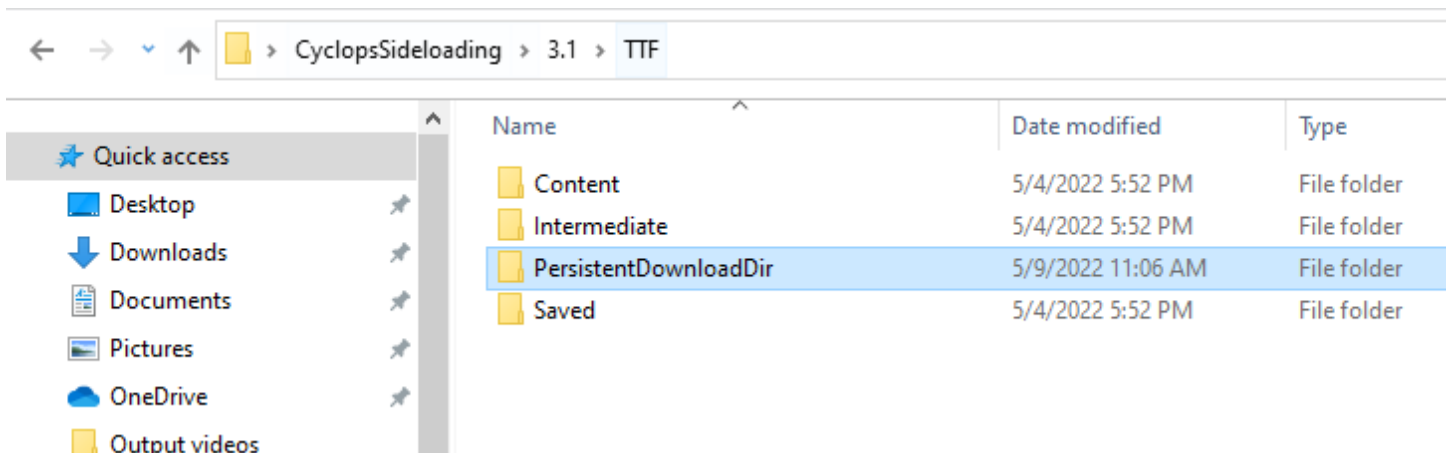 CyclopsSideloading > 3.1 > TTF
Name Date modified Type
Quick access
Desktop
Downloads
Documents
Pictures
OneDrive
Output videos
Content 5/4/2022 5:52 PM File folder
Intermediate 5/4/2022 5:52 PM File folder
PersistentDownloadDir 5/9/2022 11:06 AM File folder
Saved 5/4/2022 5:52 PM File folder